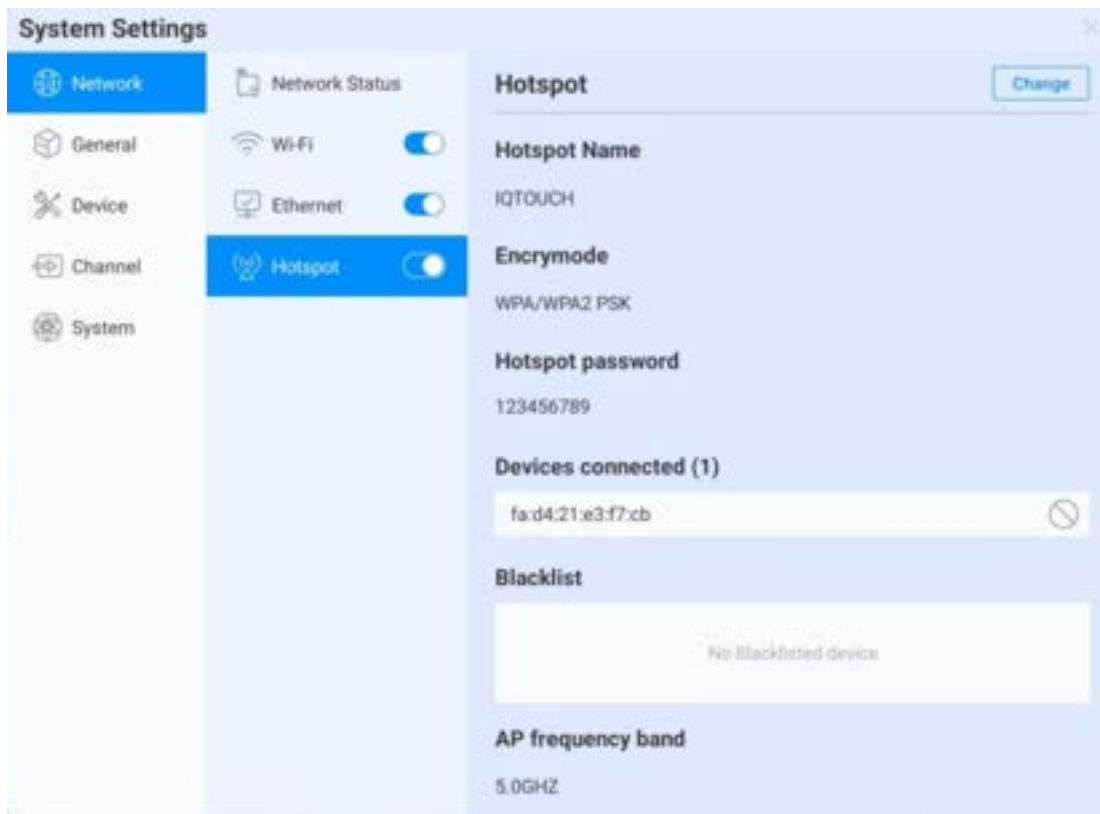 System Settings
Network
General
Device
Channel
System
Network Status
Wi-Fi
Ethernet
Hotspot
Hotspot
Change
Hotspot Name
IQTOUCH
Encrymode
WPA/WPA2 PSK
Hotspot password
123456789
Devices connected (1)
fa:d4:21:e3:f7:cb
Blacklist
No Blacklisted device
AP frequency band
5.0GHZ